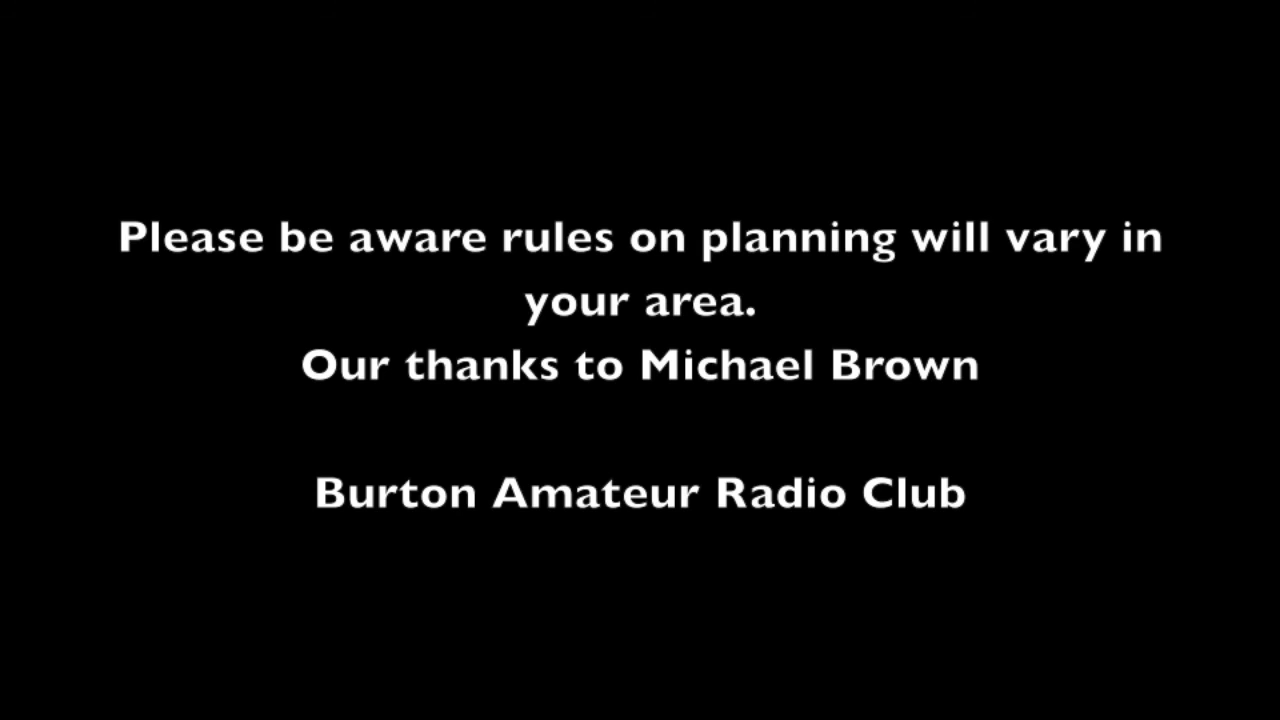 Please be aware rules on planning will vary in
your area.
Our thanks to Michael Brown
Burton Amateur Radio Club